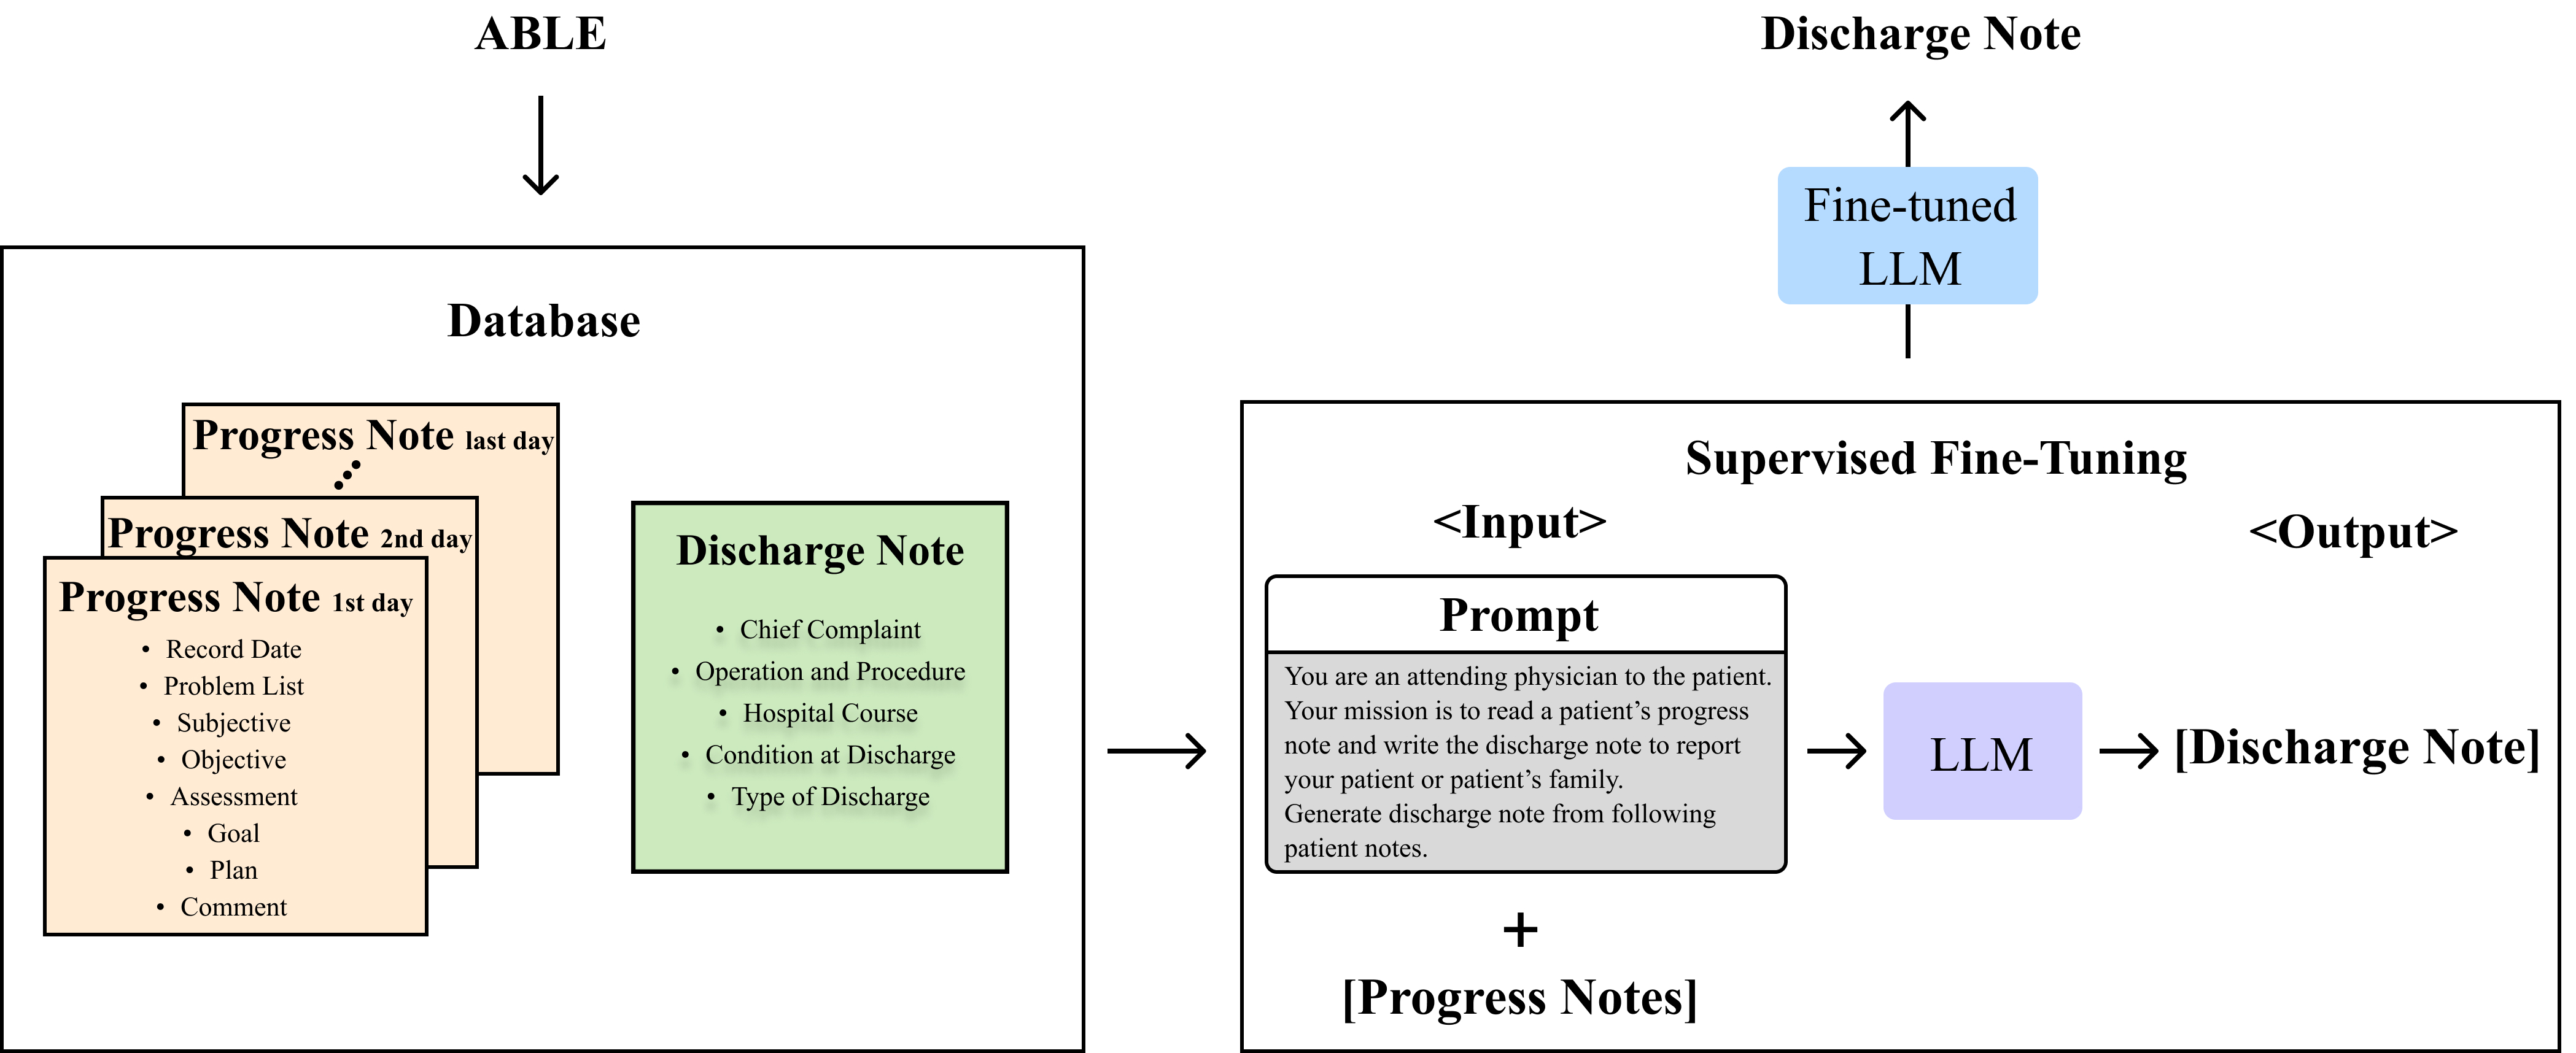 ABLE
Database
Progress Note last day
Progress Note 2nd day
Progress Note 1st day
• Record Date
• Problem List
• Subjective
• Objective
• Assessment
• Goal
• Plan
• Comment
Discharge Note
• Chief Complaint
• Operation and Procedure
• Hospital Course
• Condition at Discharge
• Type of Discharge
Discharge Note
Fine-tuned
LLM
Supervised Fine-Tuning
<Input>
<Output>
Prompt
You are an attending physician to the patient.
Your mission is to read a patient’s progress
note and write the discharge note to report
your patient or patient’s family.
Generate discharge note from following
patient notes.
+
[Progress Notes]
LLM
[Discharge Note]